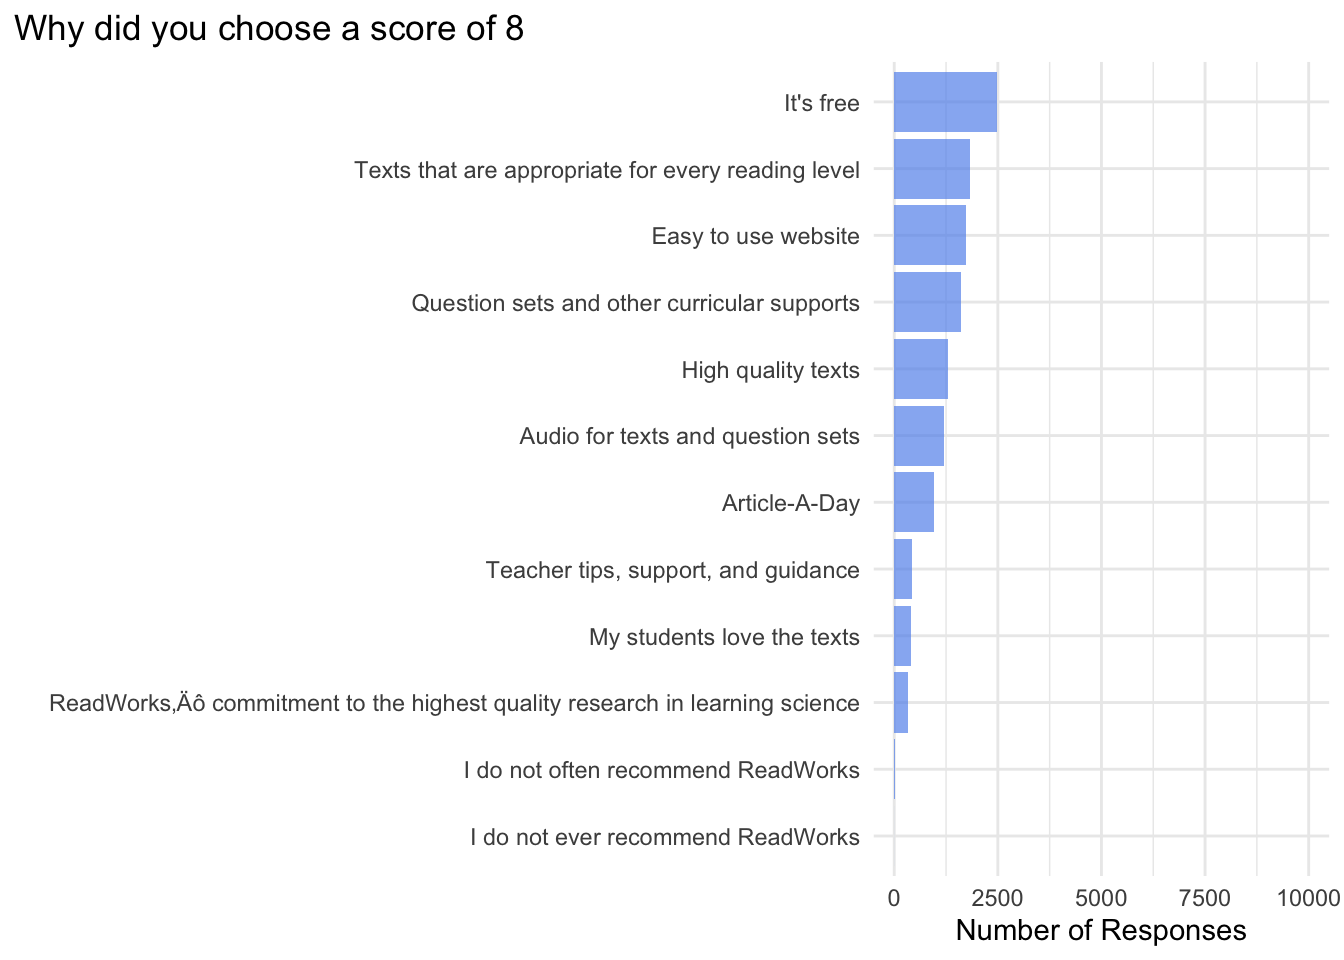 Why did you choose a score of 8
It's free
Texts that are appropriate for every reading level
Easy to use website
Question sets and other curricular supports
High quality texts
Audio for texts and question sets
Article-A-Day
Teacher tips, support, and guidance
My students love the texts
ReadWorks‚Äô commitment to the highest quality research in learning science
I do not often recommend ReadWorks
I do not ever recommend ReadWorks
0 2500 5000 7500 10000
Number of Responses